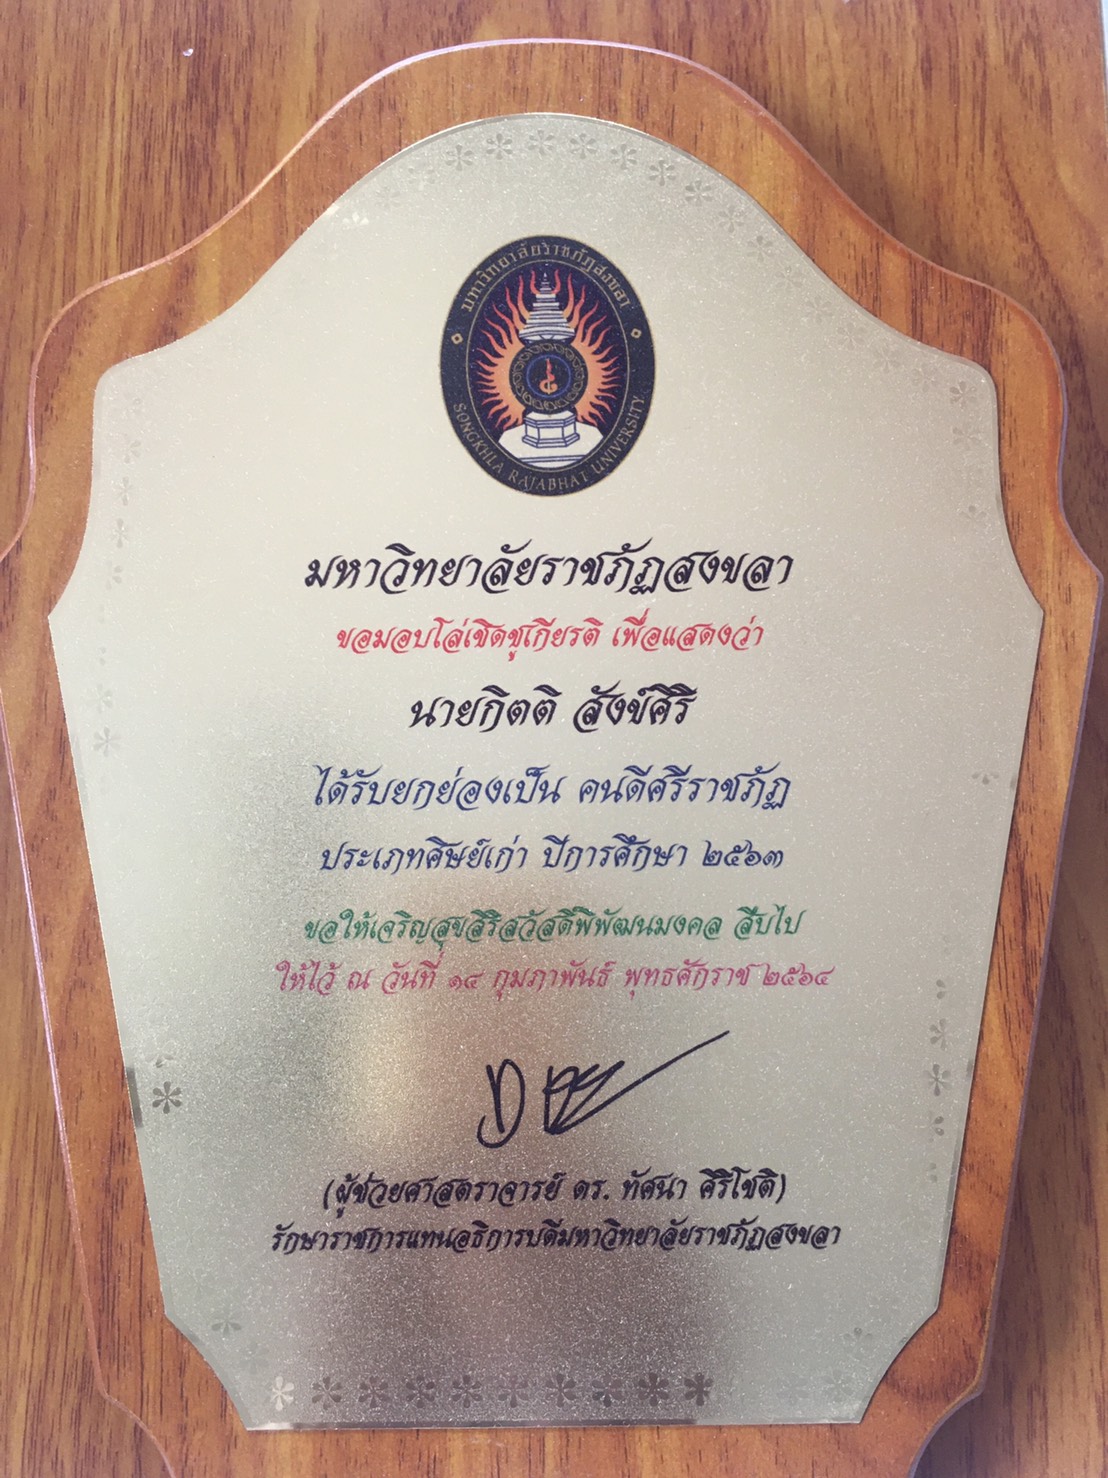 มหาวิทยาลัยราชภัฏสงขลา
SONGKHLA RAJABHAT UNIVERSITY
มหาวิทยาลัยราชภัฏสงขลา
ขอมอบโล่เชิดชูเกียรติ เพื่อแสดงว่า
นายกิตติ สังข์ศิริ
ได้รับยกย่องเป็น คนดีศรีราชภัฏ
ประเภทศิษย์เก่า ปีการศึกษา ๒๕๖๓
ขอให้เจริญสุขสิริสวัสดิ์พิพัฒนมงคล สืบไป
ให้ไว้ ณ วันที่ ๑๔ กุมภาพันธ์ พุทธศักราช ๒๕๖๔
(ผู้ช่วยศาสตราจารย์ ดร. ทัศนา ศิริโชติ)
รักษาราชการแทนอธิการบดีมหาวิทยาลัยราชภัฏสงขลา